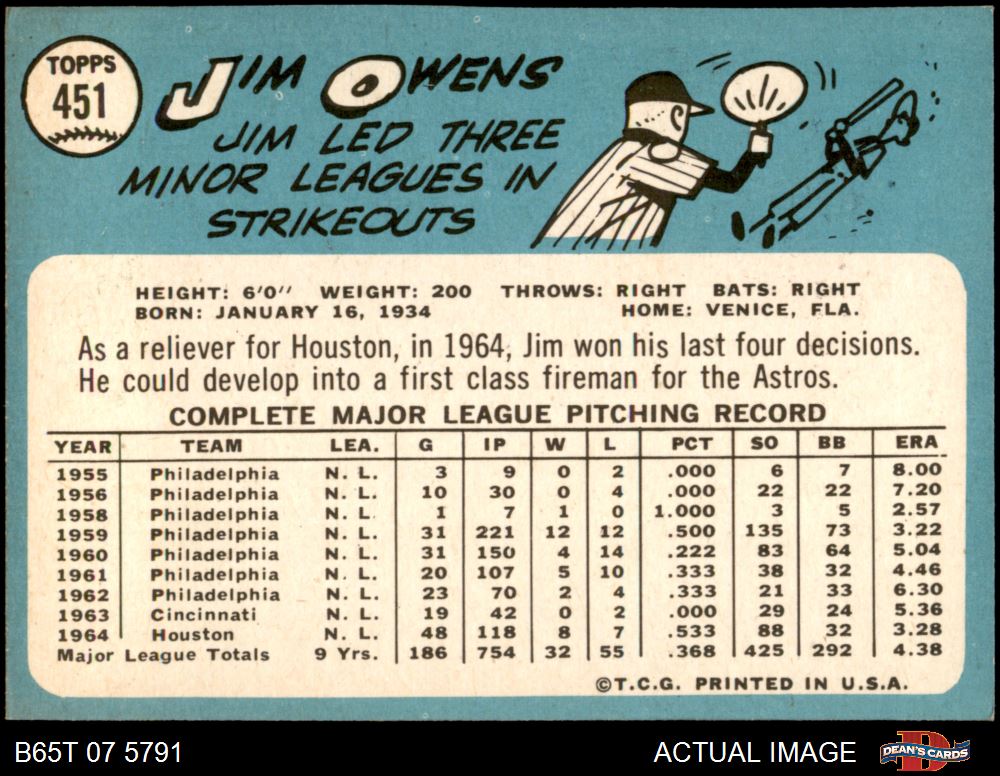 TOPPS
451
JIM OWENS
JIM LED THREE
MINOR LEAGUES IN
STRIKEOUTS
HEIGHT: 6'0" WEIGHT: 200 THROWS: RIGHT BATS: RIGHT
BORN: JANUARY 16, 1934 HOME: VENICE, FLA.
As a reliever for Houston, in 1964, Jim won his last four decisions.
He could develop into a first class fireman for the Astros.
COMPLETE MAJOR LEAGUE PITCHING RECORD
YEAR TEAM LEA. G IP W L PCT SO BB ERA
1955 Philadelphia N. L. 3 9 0 2 .000 6 7 8.00
1956 Philadelphia N. L. 10 30 0 4 .000 22 22 7.20
1958 Philadelphia N. L. 1 7 1 0 1.000 3 5 2.57
1959 Philadelphia N. L. 31 221 12 12 .500 135 73 3.22
1960 Philadelphia N. L. 31 150 4 14 .222 83 64 5.04
1961 Philadelphia N. L. 20 107 5 10 .333 38 32 4.46
1962 Philadelphia N. L. 23 70 2 4 .333 21 33 6.30
1963 Cincinnati N. L. 19 42 0 2 .000 29 24 5.36
1964 Houston N. L. 48 118 8 7 .533 88 32 3.28
Major League Totals 9 Yrs. 186 754 32 55 .368 425 292 4.38
©T.C.G. PRINTED IN U.S.A.
B65T 07 5791 ACTUAL IMAGE DEAN'S CARDS